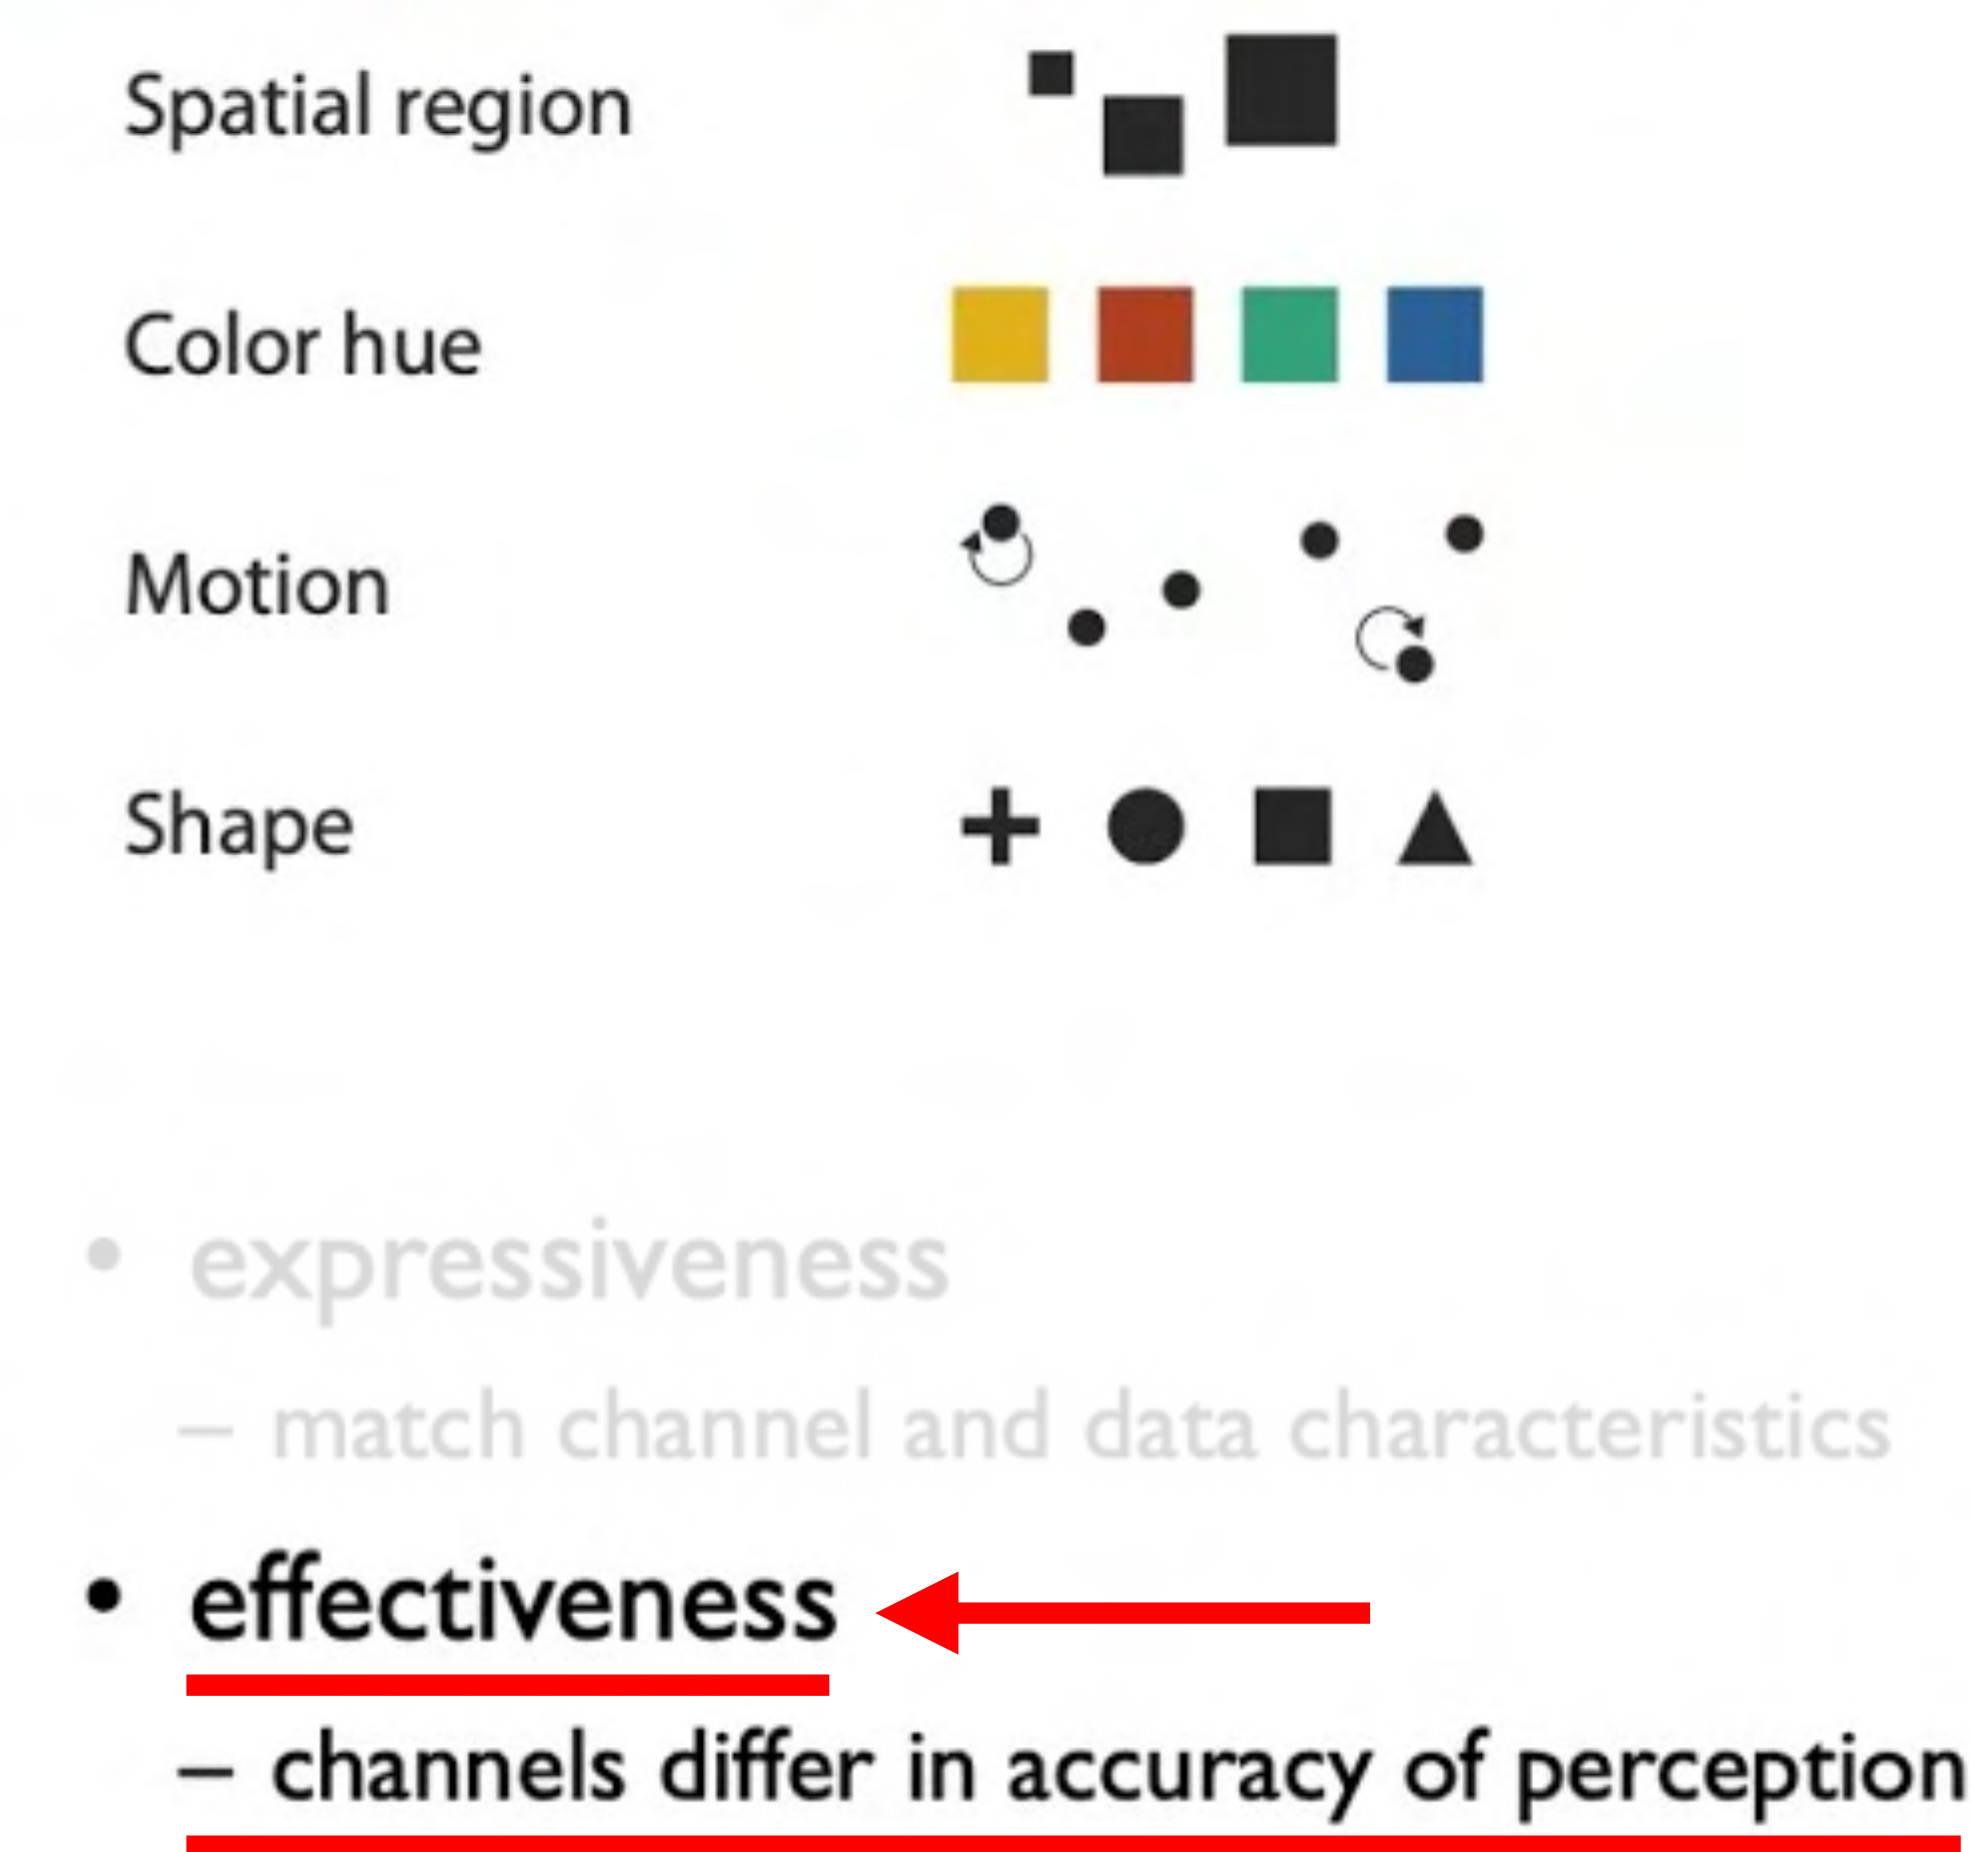 Spatial region
Color hue
Motion
Shape
• expressiveness
– match channel and data characteristics
• effectiveness
– channels differ in accuracy of perception